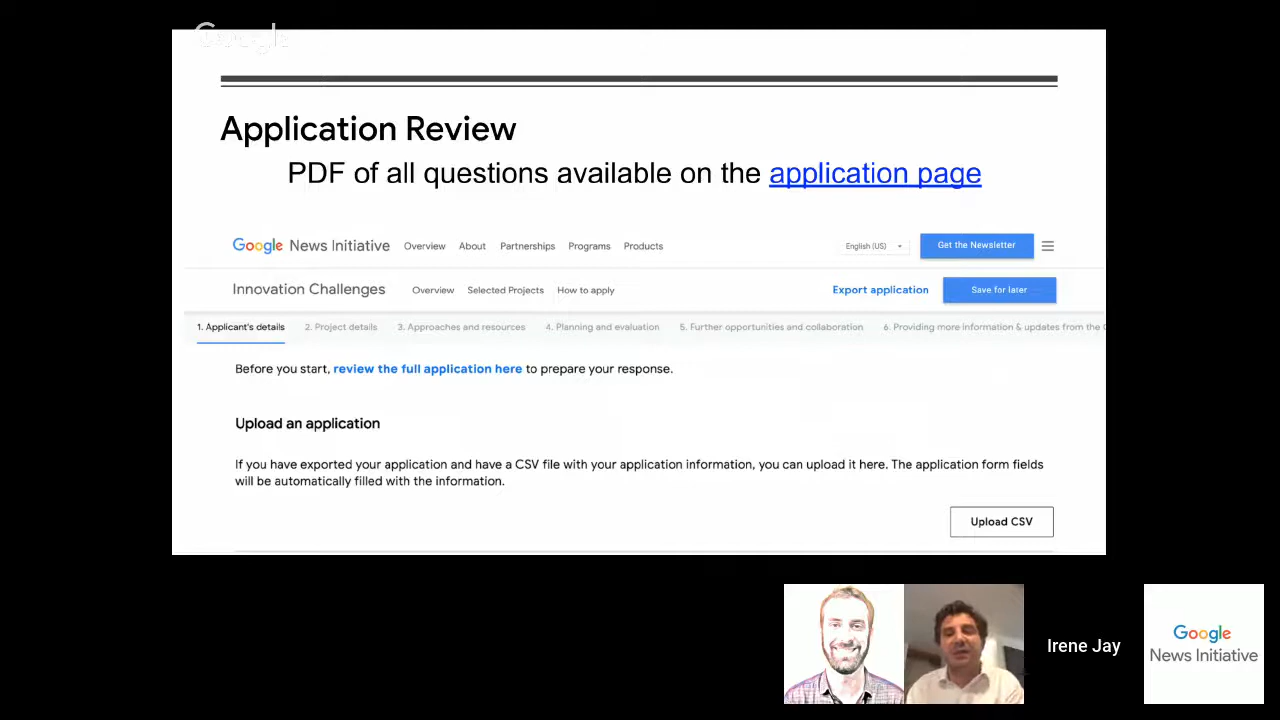 Google
Application Review
PDF of all questions available on the application page
Google News Initiative Overview About Partnerships Programs Products English (US) Get the Newsletter
Innovation Challenges Overview Selected Projects How to apply Export application Save for later
1. Applicant's details 2. Project details 3. Approaches and resources 4. Planning and evaluation 5. Further opportunities and collaboration 6. Providing more information & updates from the
Before you start, review the full application here to prepare your response.
Upload an application
If you have exported your application and have a CSV file with your application information, you can upload it here. The application form fields
will be automatically filled with the information.
Upload CSV
Irene Jay
Google
News Initiative